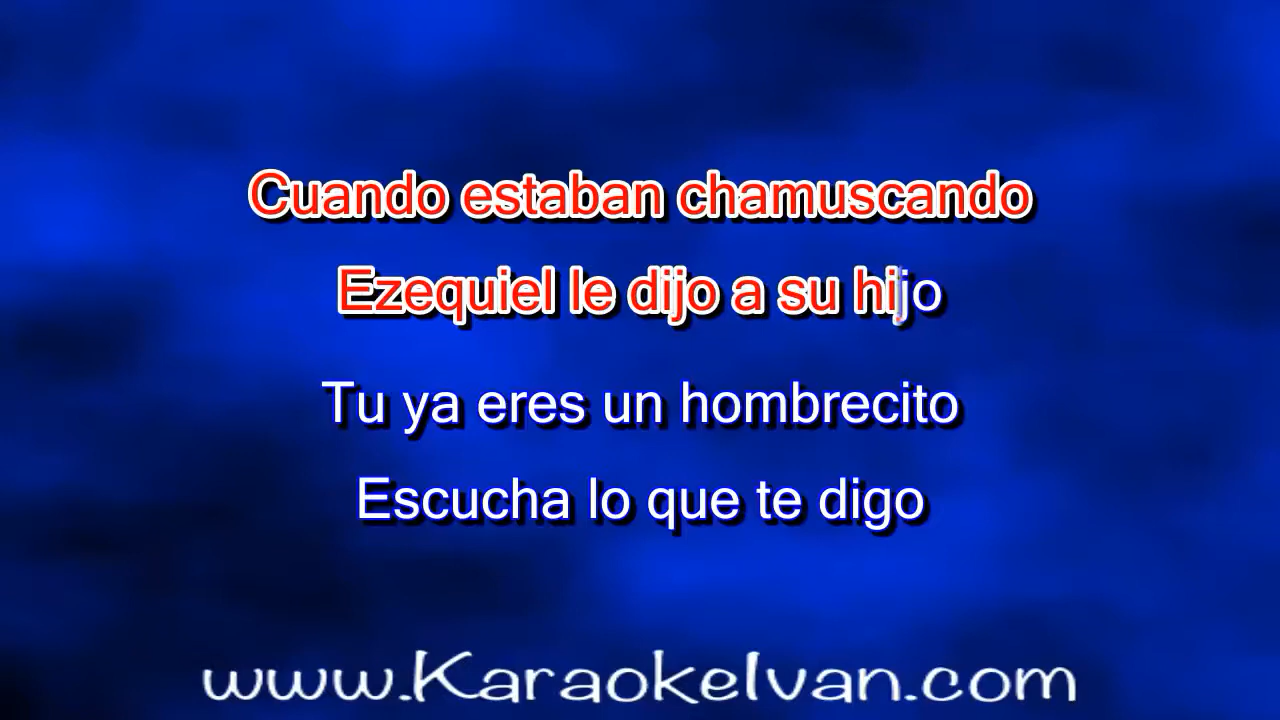 Cuando estaban chamuscando
Ezequiel le dijo a su hijo
Tu ya eres un hombrecito
Escucha lo que te digo
www.KaraokeIvan.com